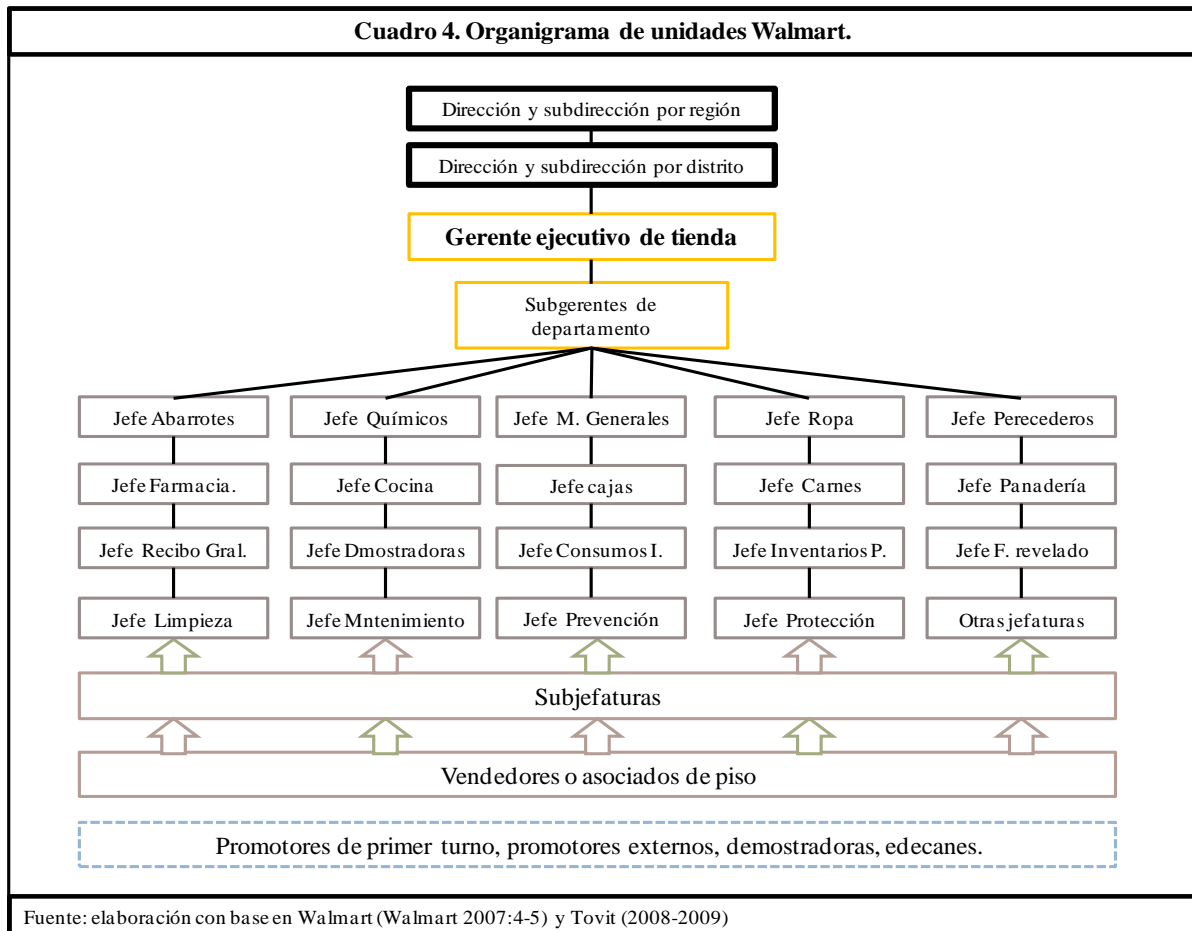 Cuadro 4. Organigrama de unidades Walmart.
Dirección y subdirección por región
Dirección y subdirección por distrito
Gerente ejecutivo de tienda
Subgerentes de
departamento
Jefe Abarrotes
Jefe Químicos
Jefe M. Generales
Jefe Ropa
Jefe Perecederos
Jefe Farmacia.
Jefe Cocina
Jefe cajas
Jefe Carnes
Jefe Panadería
Jefe Recibo Gral.
Jefe Dmostradoras
Jefe Consumos I.
Jefe Inventarios P.
Jefe F. revelado
Jefe Limpieza
Jefe Mntenimiento
Jefe Prevención
Jefe Protección
Otras jefaturas
Subjefaturas
Vendedores o asociados de piso
Promotores de primer turno, promotores externos, demostradoras, edecanes.
Fuente: elaboración con base en Walmart (Walmart 2007:4-5) y Tovit (2008-2009)